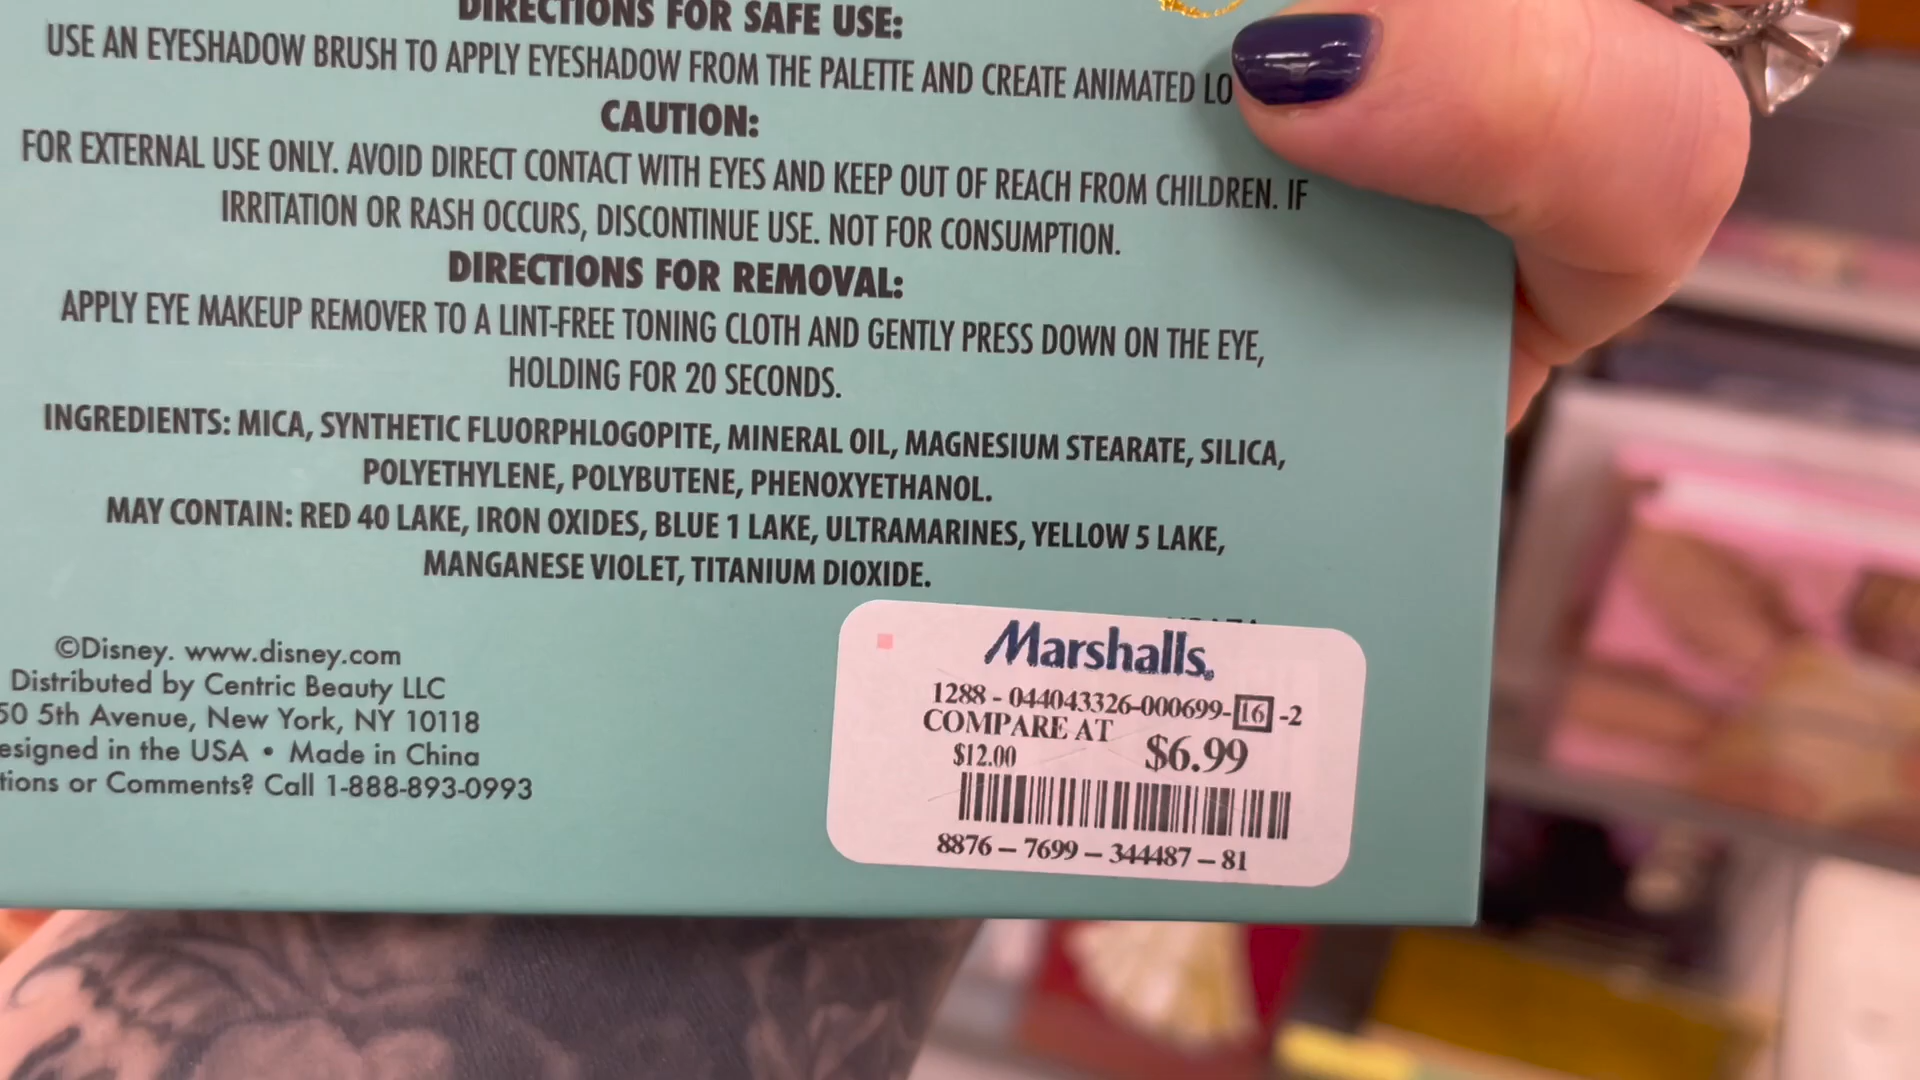 DIRECTIONS FOR SAFE USE:
USE AN EYESHADOW BRUSH TO APPLY EYESHADOW FROM THE PALETTE AND CREATE ANIMATED LO
CAUTION:
FOR EXTERNAL USE ONLY. AVOID DIRECT CONTACT WITH EYES AND KEEP OUT OF REACH FROM CHILDREN. IF
IRRITATION OR RASH OCCURS, DISCONTINUE USE. NOT FOR CONSUMPTION.
DIRECTIONS FOR REMOVAL:
APPLY EYE MAKEUP REMOVER TO A LINT-FREE TONING CLOTH AND GENTLY PRESS DOWN ON THE EYE,
HOLDING FOR 20 SECONDS.
INGREDIENTS: MICA, SYNTHETIC FLUORPHLOGOPITE, MINERAL OIL, MAGNESIUM STEARATE, SILICA,
POLYETHYLENE, POLYBUTENE, PHENOXYETHANOL.
MAY CONTAIN: RED 40 LAKE, IRON OXIDES, BLUE 1 LAKE, ULTRAMARINES, YELLOW 5 LAKE,
MANGANESE VIOLET, TITANIUM DIOXIDE.
©Disney. www.disney.com
Distributed by Centric Beauty LLC
50 5th Avenue, New York, NY 10118
esigned in the USA • Made in China
tions or Comments? Call 1-888-893-0993
Marshalls.
1288 - 044043326-000699-16 -2
COMPARE AT
$12.00 $6.99
8876 – 7699 – 344487 – 81